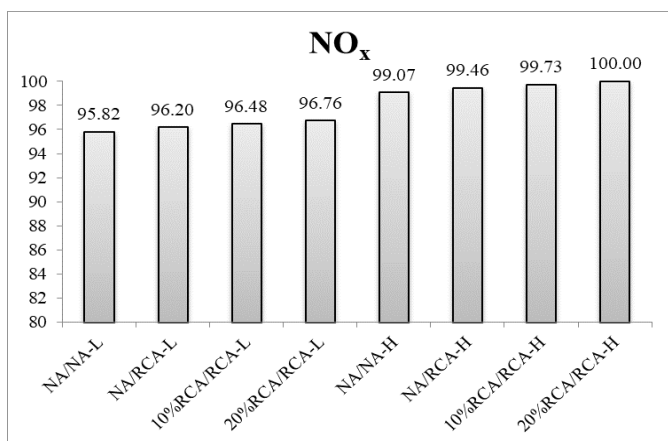 NOx
100
98
96
94
92
90
88
86
84
82
80
95.82
96.20
96.48
96.76
99.07
99.46
99.73
100.00
NA/NA-L
NA/RCA-L
10%RCA/RCA-L
20%RCA/RCA-L
NA/NA-H
NA/RCA-H
10%RCA/RCA-H
20%RCA/RCA-H